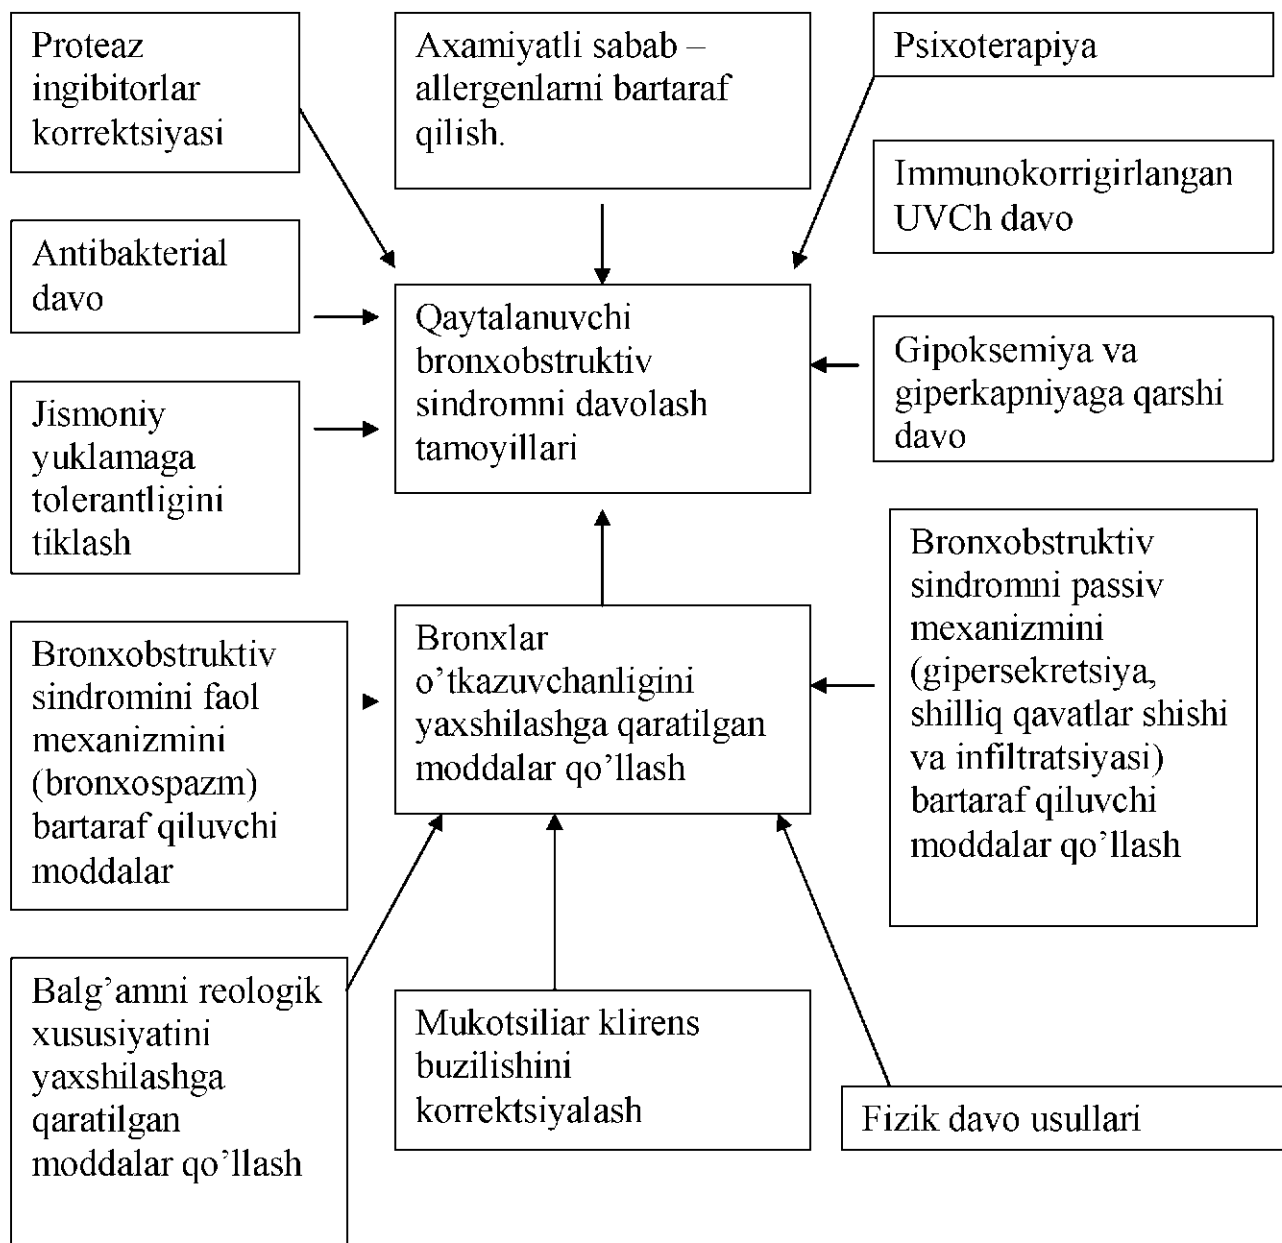 Proteaz
ingibitorlar
korrektsiyasi
Axamiyatli sabab –
allergenlarni bartaraf
qilish.
Psixoterapiya
Immunokorrigirlangan
UVCh davo
Antibakterial
davo
Qaytalanuvchi
bronxobstruktiv
sindromni davolash
tamoyillari
Gipoksemiya va
giperkapniyaga qarshi
davo
Jismoniy
yuklamaga
tolerantligini
tiklash
Bronxobstruktiv
sindromni passiv
mexanizmini
(gipersekretsiya,
shilliq qavatlar shishi
va infiltratsiyasi)
bartaraf qiluvchi
moddalar qo’llash
Bronxobstruktiv
sindromini faol
mexanizmini
(bronxospazm)
bartaraf qiluvchi
moddalar
Bronxlar
o’tkazuvchanligini
yaxshilashga qaratilgan
moddalar qo’llash
Balg’amni reologik
xususiyatini
yaxshilashga
qaratilgan
moddalar qo’llash
Mukotsiliar klirens
buzilishini
korrektsiyalash
Fizik davo usullari